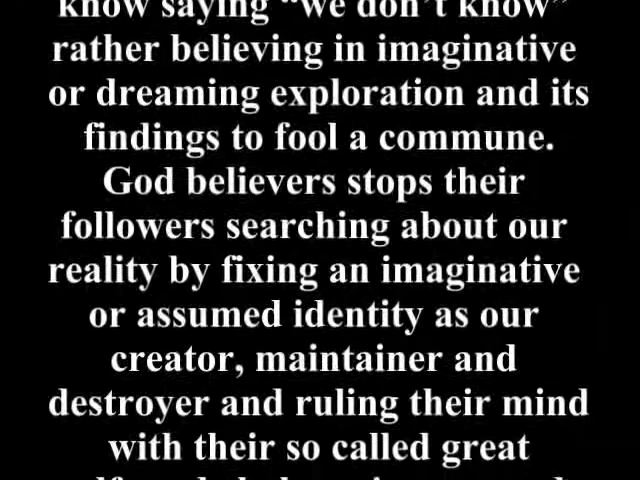 know saying “we don’t know”
rather believing in imaginative
or dreaming exploration and its
findings to fool a commune.
God believers stops their
followers searching about our
reality by fixing an imaginative
or assumed identity as our
creator, maintainer and
destroyer and ruling their mind
with their so called great